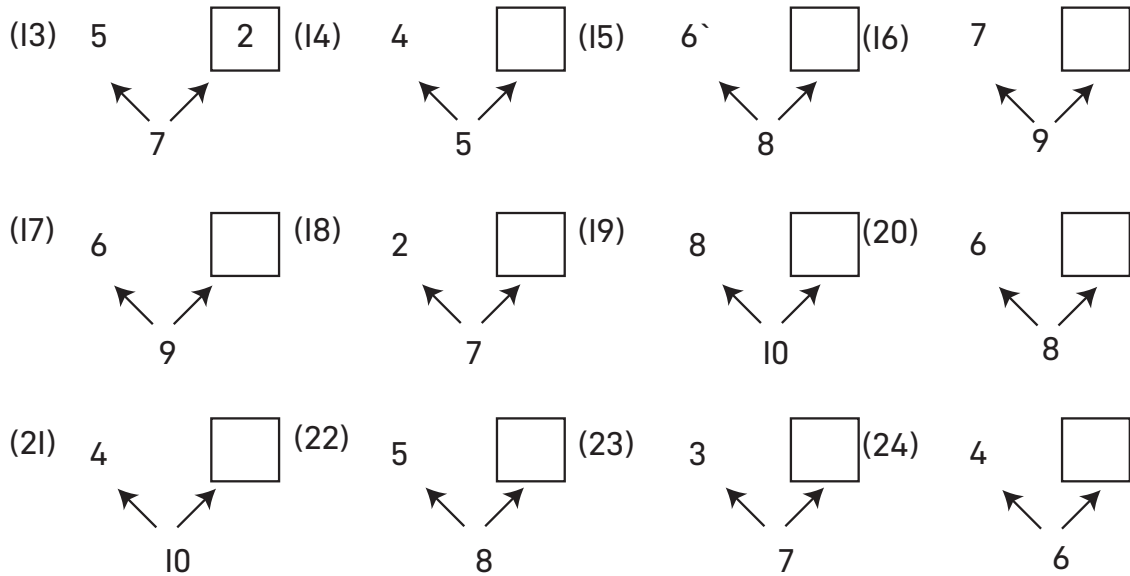 (13) 5 2 (14) 4 (15) 6` (16) 7
7 5 8 9
(17) 6 (18) 2 (19) 8 (20) 6
9 7 10 8
(21) 4 (22) 5 (23) 3 (24) 4
10 8 7 6